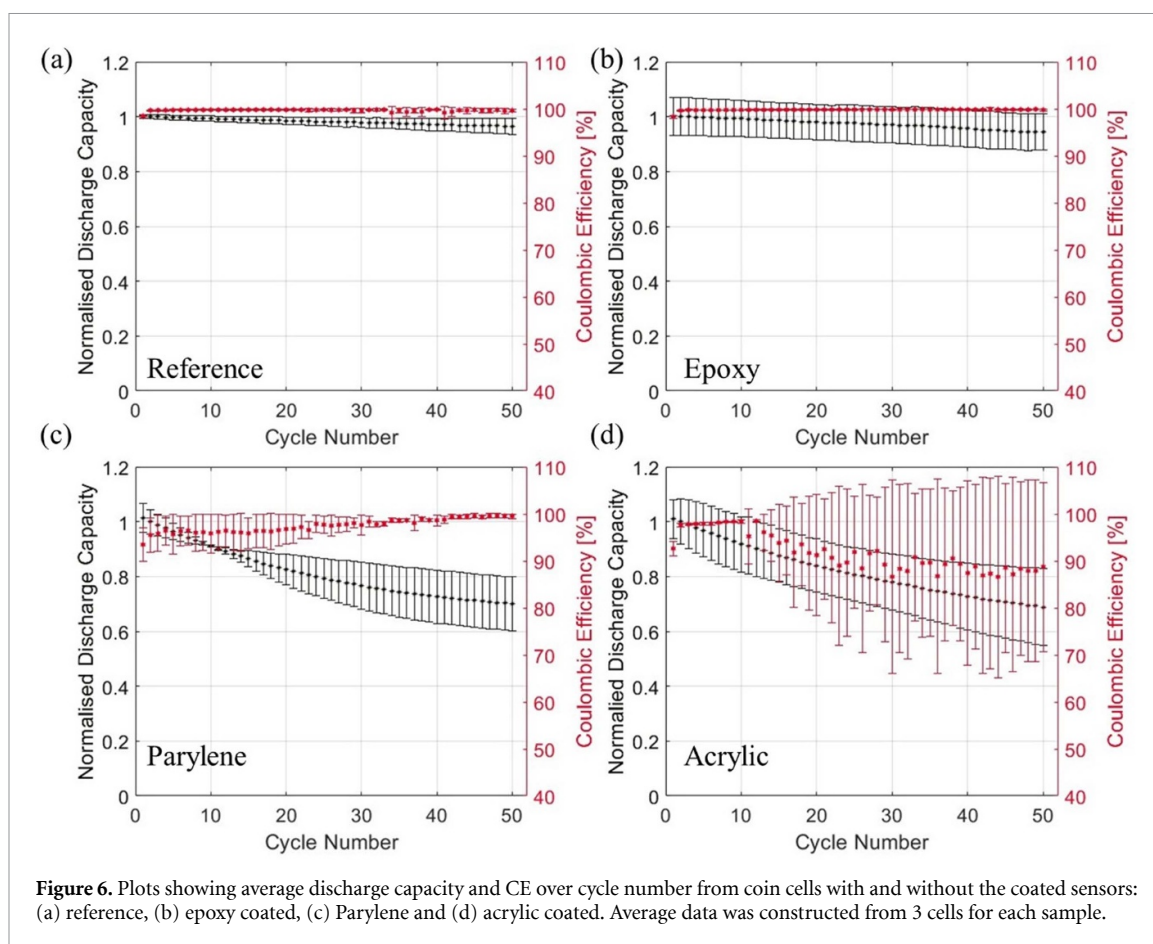 (a)
1.2
1
0.8
0.6
0.4
0.2
0
Normalised Discharge Capacity
110
100
90
80
70
60
50
40
Coulombic Efficiency [%]
Reference
0 10 20 30 40 50
Cycle Number
(b)
1.2
1
0.8
0.6
0.4
0.2
0
Normalised Discharge Capacity
110
100
90
80
70
60
50
40
Coulombic Efficiency [%]
Epoxy
0 10 20 30 40 50
Cycle Number
(c)
1.2
1
0.8
0.6
0.4
0.2
0
Normalised Discharge Capacity
110
100
90
80
70
60
50
40
Coulombic Efficiency [%]
Parylene
0 10 20 30 40 50
Cycle Number
(d)
1.2
1
0.8
0.6
0.4
0.2
0
Normalied Discharge Capacity
110
100
90
80
70
60
50
40
Coulombic Efficiency [%]
Acrylic
0 10 20 30 40 50
Cycle Number
Figure 6. Plots showing average discharge capacity and CE over cycle number from coin cells with and without the coated sensors:
(a) reference, (b) epoxy coated, (c) Parylene and (d) acrylic coated. Average data was constructed from 3 cells for each sample.